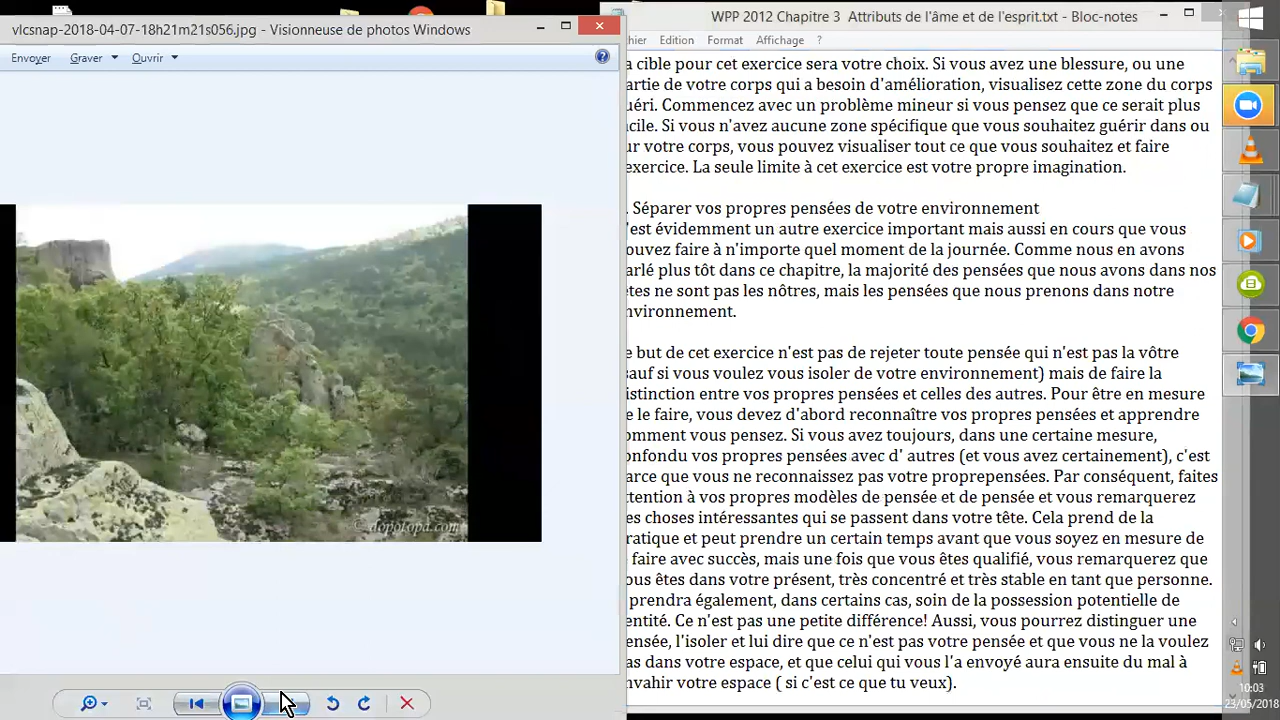 vlcsnap-2018-04-07-18h21m21s056.jpg - Visionneuse de photos Windows
Envoyer Graver Ouvrir
© dopotopa.com
WPP 2012 Chapitre 3 Attributs de l'âme et de l'esprit.txt - Bloc-notes
hier Edition Format Affichage ?
a cible pour cet exercice sera votre choix. Si vous avez une blessure, ou une
artie de votre corps qui a besoin d'amélioration, visualisez cette zone du corps
uéri. Commencez avec un problème mineur si vous pensez que ce serait plus
cile. Si vous n'avez aucune zone spécifique que vous souhaitez guérir dans ou
ur votre corps, vous pouvez visualiser tout ce que vous souhaitez et faire
exercice. La seule limite à cet exercice est votre propre imagination.
. Séparer vos propres pensées de votre environnement
'est évidemment un autre exercice important mais aussi en cours que vous
ouvez faire à n'importe quel moment de la journée. Comme nous en avons
arlé plus tôt dans ce chapitre, la majorité des pensées que nous avons dans nos
êtes ne sont pas les nôtres, mais les pensées que nous prenons dans notre
nvironnement.
e but de cet exercice n'est pas de rejeter toute pensée qui n'est pas la vôtre
sauf si vous voulez vous isoler de votre environnement) mais de faire la
istinction entre vos propres pensées et celles des autres. Pour être en mesure
e le faire, vous devez d'abord reconnaître vos propres pensées et apprendre
omment vous pensez. Si vous avez toujours, dans une certaine mesure,
onfondu vos propres pensées avec d' autres (et vous avez certainement), c'est
arce que vous ne reconnaissez pas votre proprepensées. Par conséquent, faites
ttention à vos propres modèles de pensée et de pensée et vous remarquerez
es choses intéressantes qui se passent dans votre tête. Cela prend de la
ratique et peut prendre un certain temps avant que vous soyez en mesure de
faire avec succès, mais une fois que vous êtes qualifié, vous remarquerez que
ous êtes dans votre présent, très concentré et très stable en tant que personne.
prendra également, dans certains cas, soin de la possession potentielle de
entité. Ce n'est pas une petite différence! Aussi, vous pourrez distinguer une
ensée, l'isoler et lui dire que ce n'est pas votre pensée et que vous ne la voulez
as dans votre espace, et que celui qui vous l'a envoyé aura ensuite du mal à
nvahir votre espace ( si c'est ce que tu veux).
10:03
23/05/2018